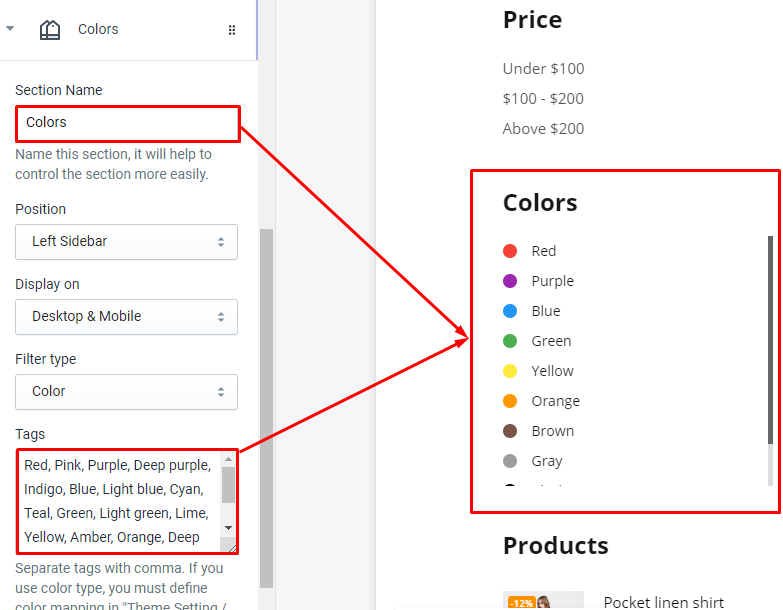 Colors
Section Name
Colors
Name this section, it will help to
control the section more easily.
Position
Left Sidebar
Display on
Desktop & Mobile
Filter type
Color
Tags
Red, Pink, Purple, Deep purple,
Indigo, Blue, Light blue, Cyan,
Teal, Green, Light green, Lime,
Yellow, Amber, Orange, Deep
Separate tags with comma. If you
use color type, you must define
color mapping in "Theme Setting /
Price
Under $100
$100 - $200
Above $200
Colors
Red
Purple
Blue
Green
Yellow
Orange
Brown
Gray
Products
-12%
Pocket linen shirt